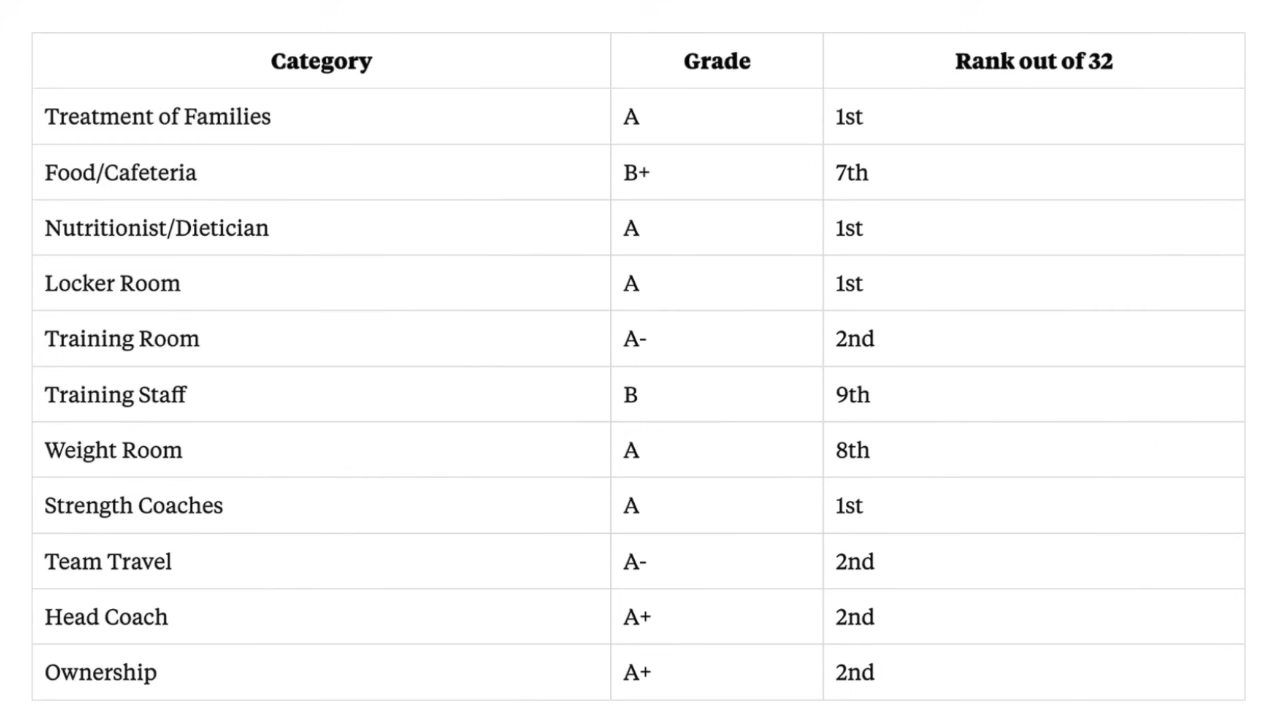 Category Grade Rank out of 32
Treatment of Families A 1st
Food/Cafeteria B+ 7th
Nutritionist/Dietician A 1st
Locker Room A 1st
Training Room A- 2nd
Training Staff B 9th
Weight Room A 8th
Strength Coaches A 1st
Team Travel A- 2nd
Head Coach A+ 2nd
Ownership A+ 2nd